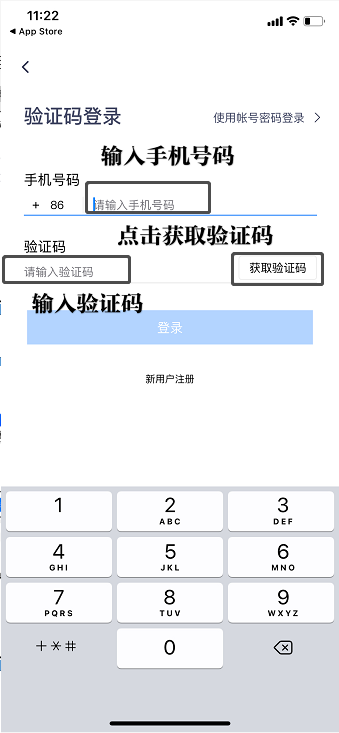 11:22
◀ App Store
验证码登录
使用帐号密码登录 >
输入手机号码
手机号码
+ 86 请输入手机号码
点击获取验证码
验证码
请输入验证码 获取验证码
输入验证码
登录
新用户注册
1 2 3
ABC DEF
4 5 6
GHI JKL MNO
7 8 9
PQRS TUV WXYZ
+*# 0